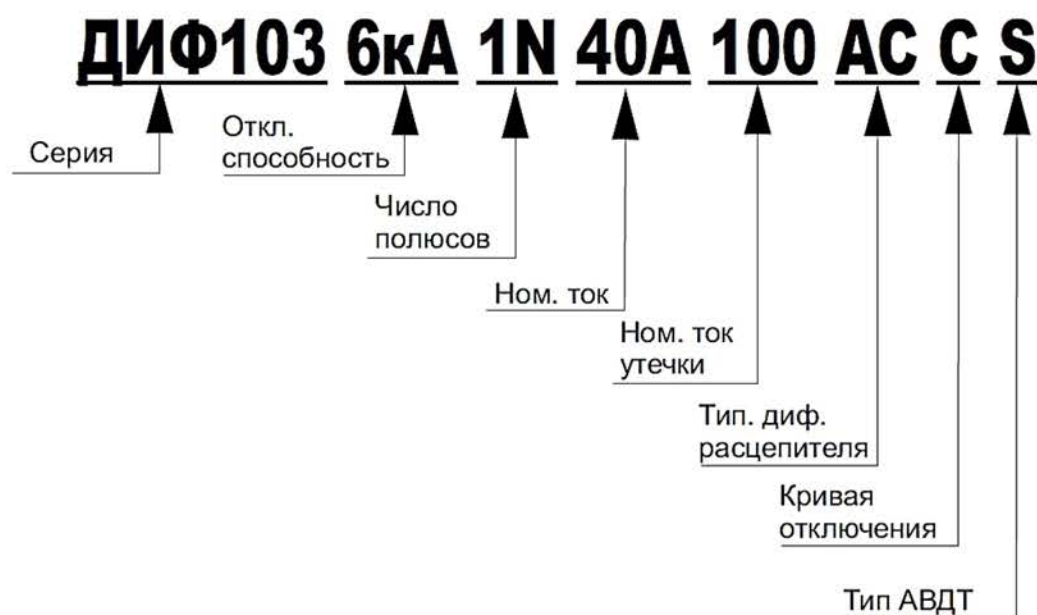 ДИФ103 6кА 1N 40А 100 АС С S
Серия
Откл.
способность
Число
полюсов
Ном. ток
Ном. ток
утечки
Тип. диф.
расцепителя
Кривая
отключения
Тип АВДТ